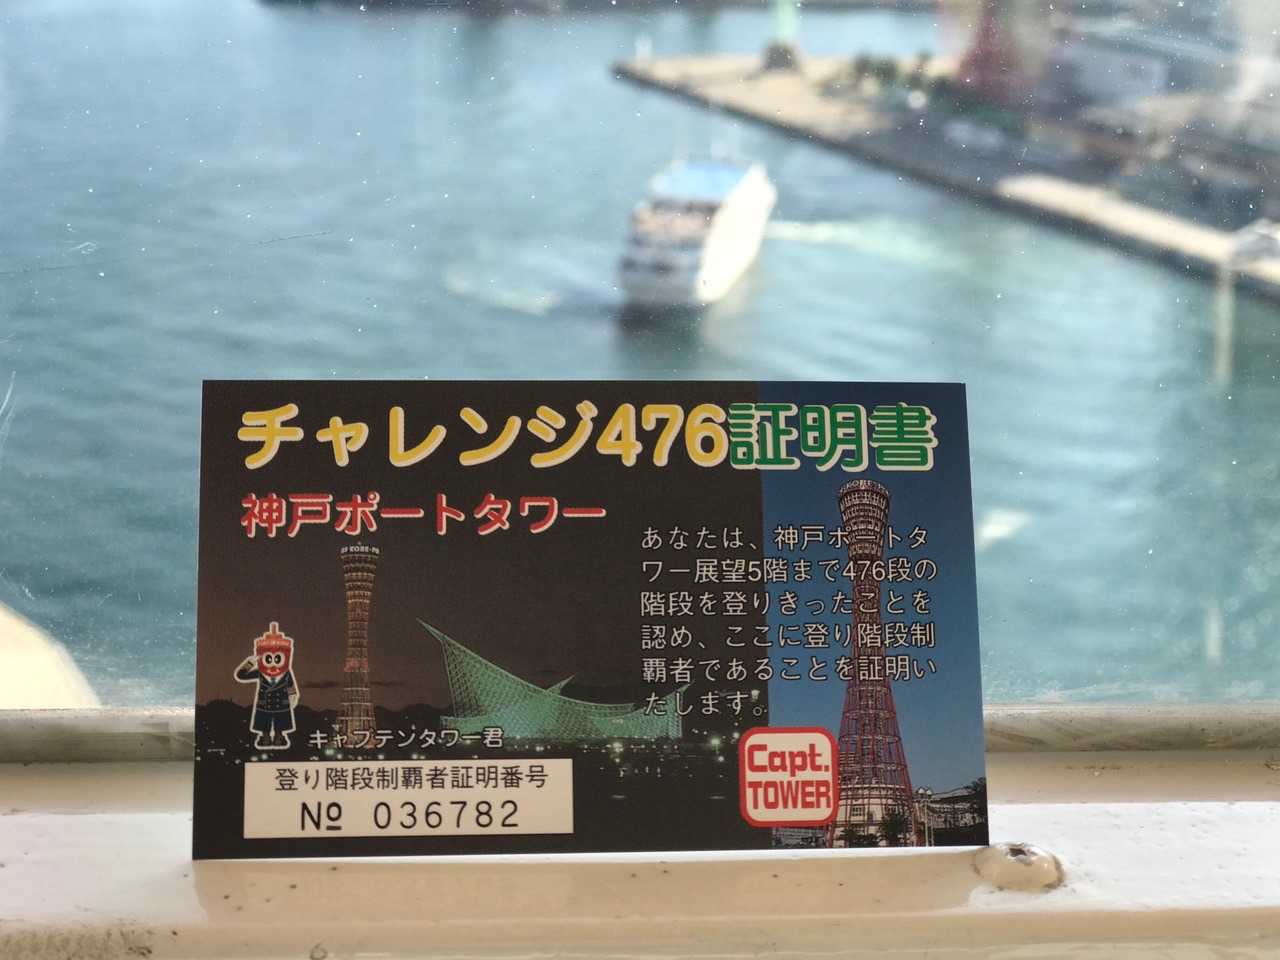 チャレンジ476証明書
神戸ポートタワー
あなたは、神戸ポートタ
ワー展望5階まで476段の
階段を登りきったことを
認め、ここに登り階段制
覇者であることを証明い
たします。
キャプテンタワー君
登り階段制覇者証明番号
№ 036782
Capt.
TOWER